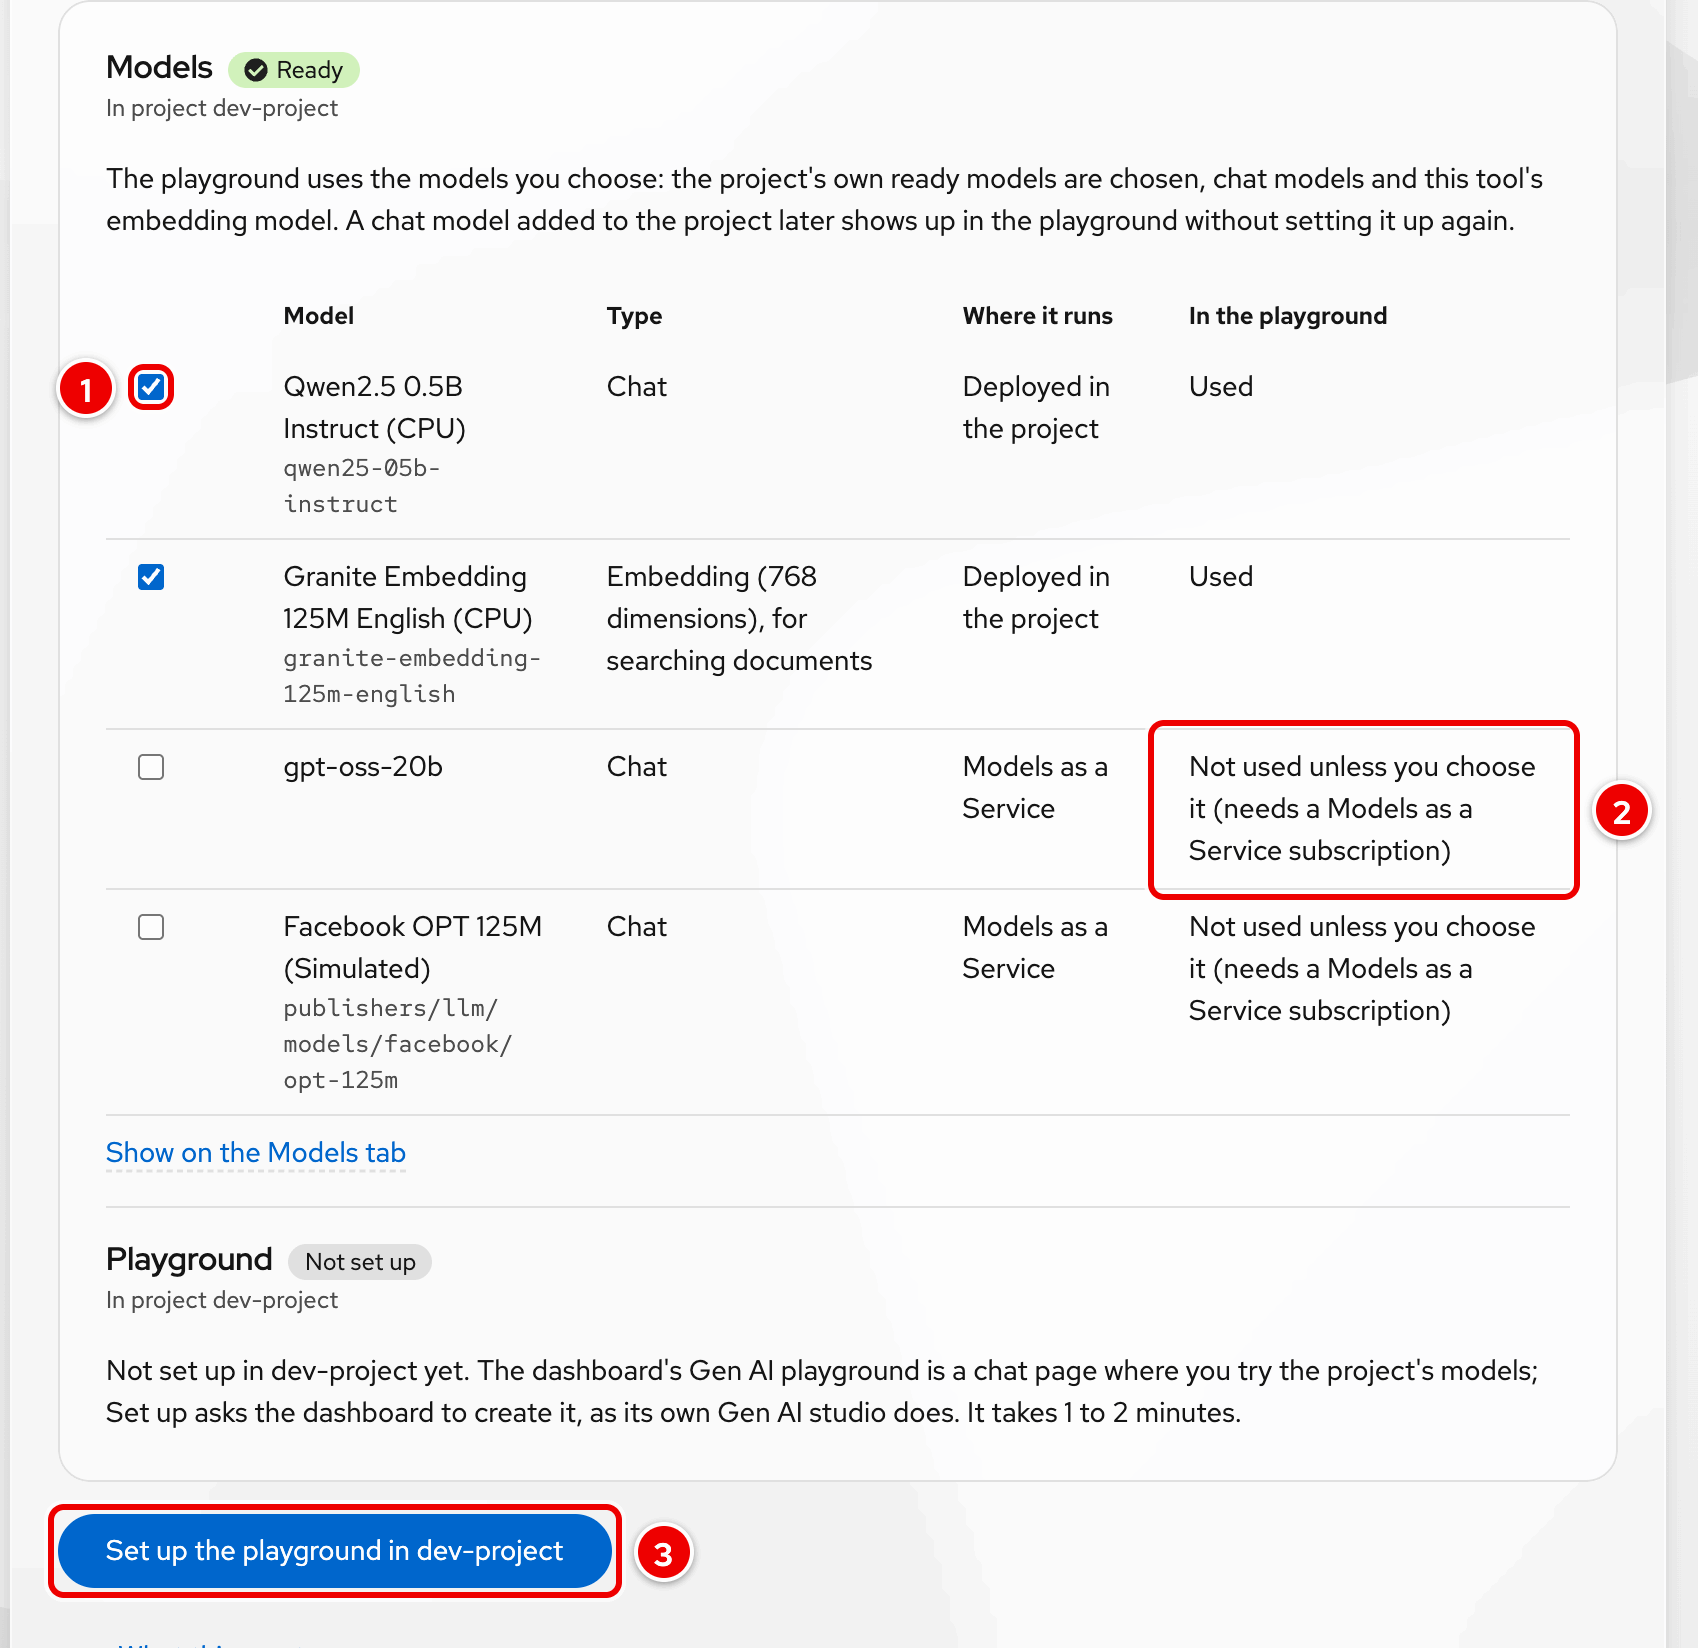 Models Ready
In project dev-project
The playground uses the models you choose: the project's own ready models are chosen, chat models and this tool's
embedding model. A chat model added to the project later shows up in the playground without setting it up again.
Model Type Where it runs In the playground
1 Qwen2.5 0.5B Chat Deployed in Used
Instruct (CPU) the project
qwen25-05b-
instruct
Granite Embedding Embedding (768 Deployed in Used
125M English (CPU) dimensions), for the project
granite-embedding- searching documents
125m-english
gpt-oss-20b Chat Models as a Not used unless you choose
Service it (needs a Models as a
Service subscription) 2
Facebook OPT 125M Chat Models as a Not used unless you choose
(Simulated) Service it (needs a Models as a
publishers/llm/ Service subscription)
models/facebook/
opt-125m
Show on the Models tab
Playground Not set up
In project dev-project
Not set up in dev-project yet. The dashboard's Gen AI playground is a chat page where you try the project's models;
Set up asks the dashboard to create it, as its own Gen AI studio does. It takes 1 to 2 minutes.
Set up the playground in dev-project 3